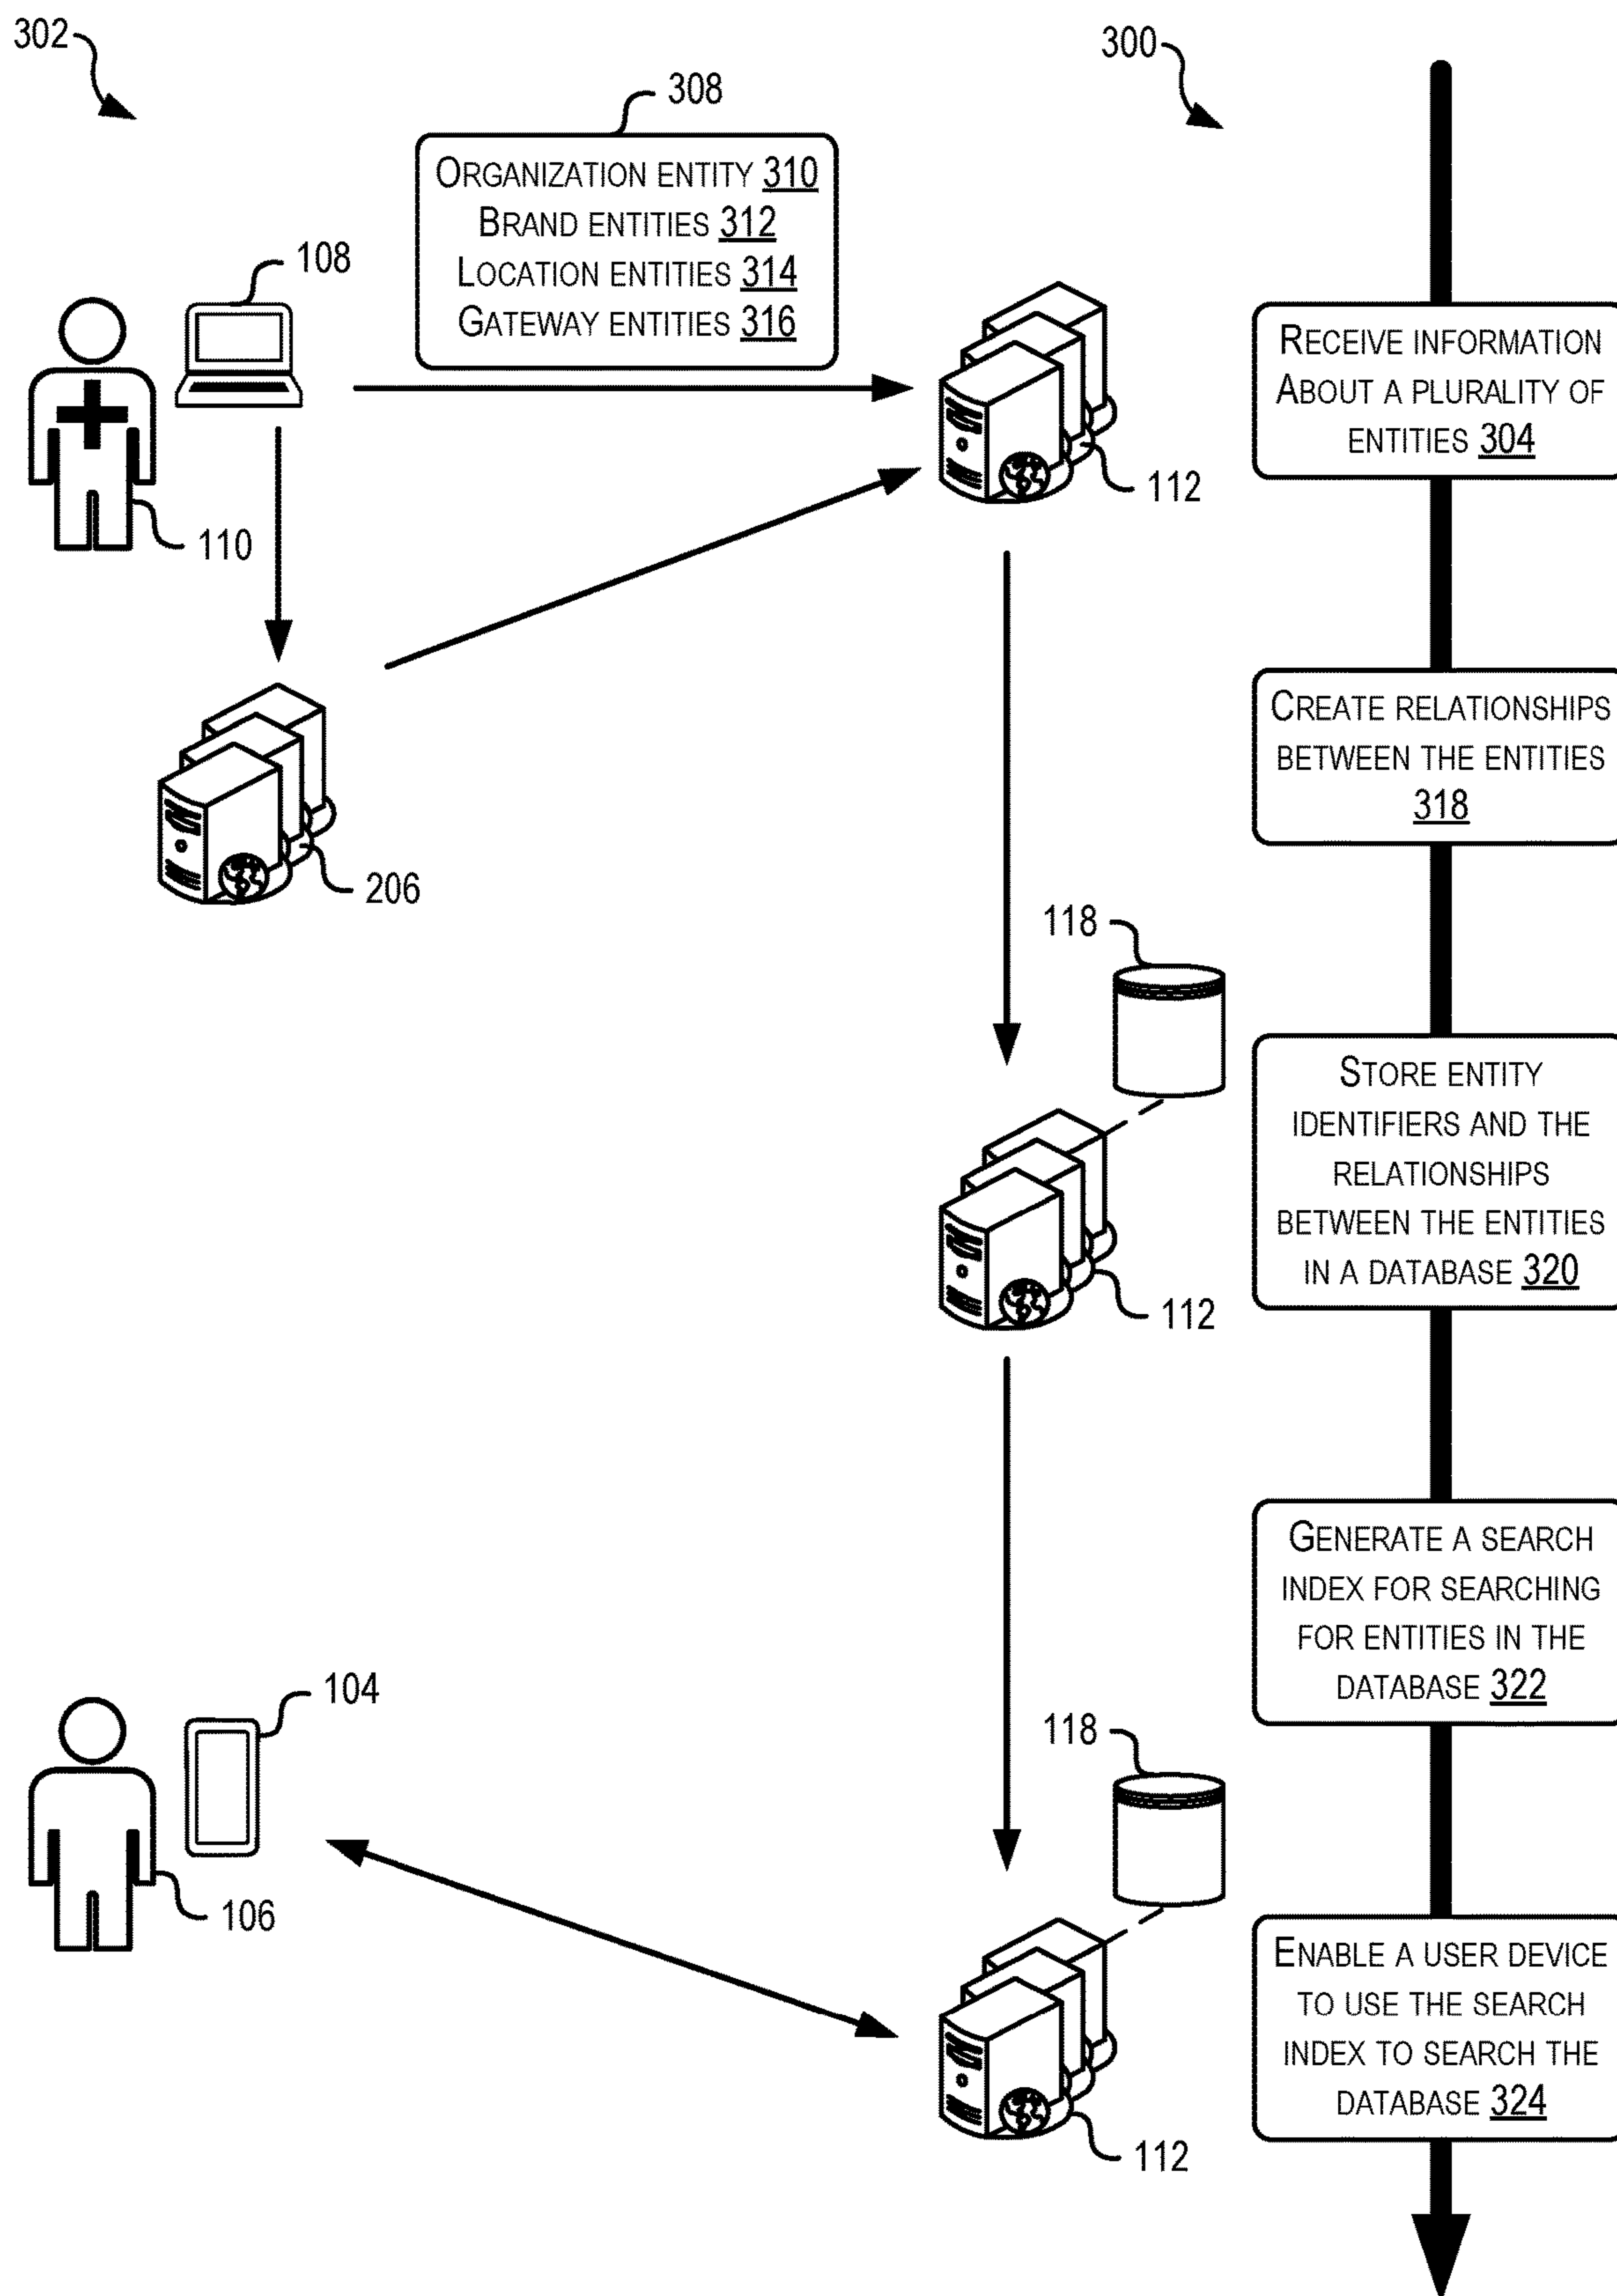 302
300
308
ORGANIZATION ENTITY 310
BRAND ENTITIES 312
LOCATION ENTITIES 314
GATEWAY ENTITIES 316
108
110
112
206
RECEIVE INFORMATION
ABOUT A PLURALITY OF
ENTITIES 304
CREATE RELATIONSHIPS
BETWEEN THE ENTITIES
318
118
112
STORE ENTITY
IDENTIFIERS AND THE
RELATIONSHIPS
BETWEEN THE ENTITIES
IN A DATABASE 320
GENERATE A SEARCH
INDEX FOR SEARCHING
FOR ENTITIES IN THE
DATABASE 322
104
106
118
112
ENABLE A USER DEVICE
TO USE THE SEARCH
INDEX TO SEARCH THE
DATABASE 324